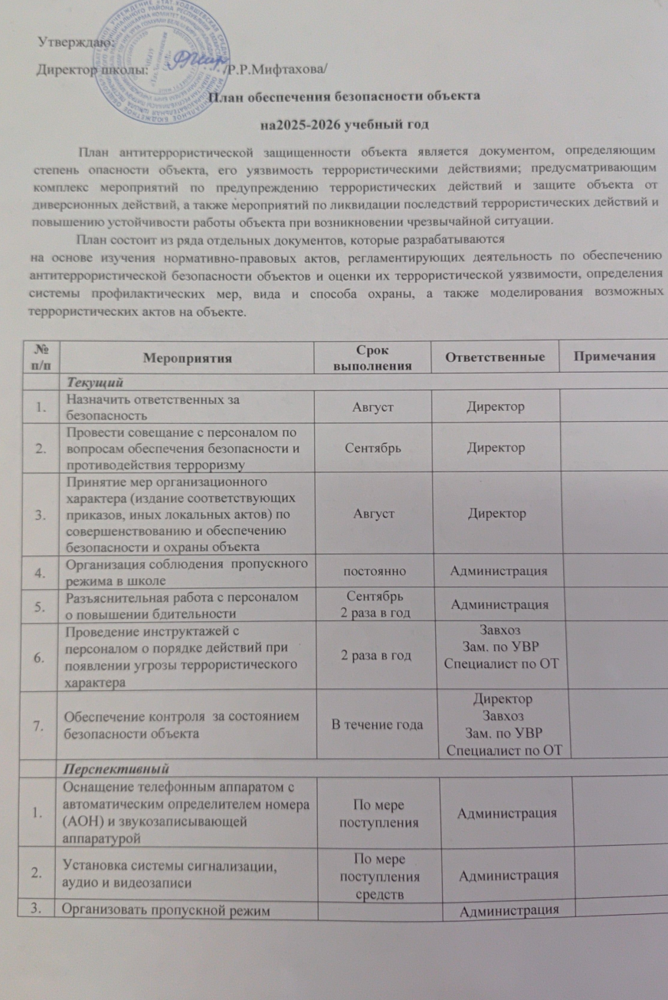 Утверждаю:
Директор школы: /Р.Р.Мифтахова/
План обеспечения безопасности объекта
на2025-2026 учебный год
План антитеррористической защищенности объекта является документом, определяющим
степень опасности объекта, его уязвимость террористическими действиями; предусматривающим
комплекс мероприятий по предупреждению террористических действий и защите объекта от
диверсионных действий, а также мероприятий по ликвидации последствий террористических действий и
повышению устойчивости работы объекта при возникновении чрезвычайной ситуации.
План состоит из ряда отдельных документов, которые разрабатываются
на основе изучения нормативно-правовых актов, регламентирующих деятельность по обеспечению
антитеррористической безопасности объектов и оценки их террористической уязвимости, определения
системы профилактических мер, вида и способа охраны, а также моделирования возможных
террористических актов на объекте.
№ п/п Мероприятия Срок выполнения Ответственные Примечания
Текущий
1. Назначить ответственных за
безопасность Август Директор
2. Провести совещание с персоналом по
вопросам обеспечения безопасности и
противодействия терроризму Сентябрь Директор
3. Принятие мер организационного
характера (издание соответствующих
приказов, иных локальных актов) по
совершенствованию и обеспечению
безопасности и охраны объекта Август Директор
4. Организация соблюдения пропускного
режима в школе постоянно Администрация
5. Разъяснительная работа с персоналом
о повышении бдительности Сентябрь
2 раза в год Администрация
6. Проведение инструктажей с
персоналом о порядке действий при
появлении угрозы террористического
характера 2 раза в год Завхоз
Зам. по УВР
Специалист по ОТ
7. Обеспечение контроля за состоянием
безопасности объекта В течение года Директор
Завхоз
Зам. по УВР
Специалист по ОТ
Перспективный
1. Оснащение телефонным аппаратом с
автоматическим определителем номера
(АОН) и звукозаписывающей
аппаратурой По мере
поступления Администрация
2. Установка системы сигнализации,
аудио и видеозаписи По мере
поступления
средств Администрация
3. Организовать пропускной режим Администрация